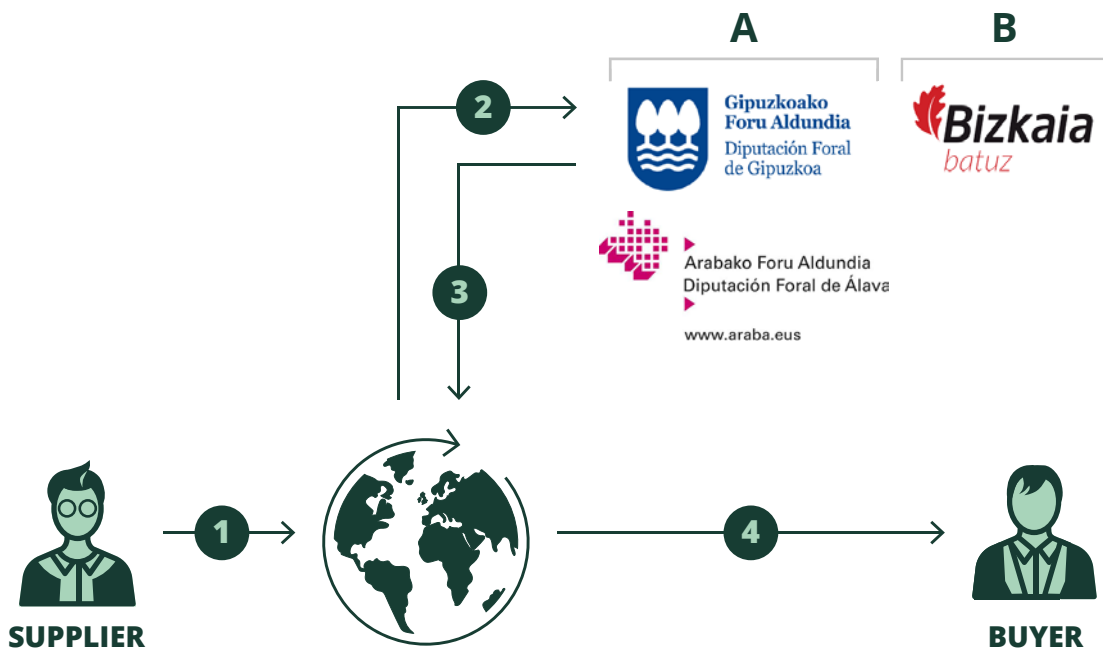 A
B
2
Gipuzkoako
Foru Aldundia
Diputación Foral
de Gipuzkoa
Bizkaia
batuz
3
Arabako Foru Aldundia
Diputación Foral de Álava
www.araba.eus
1
4
SUPPLIER
BUYER